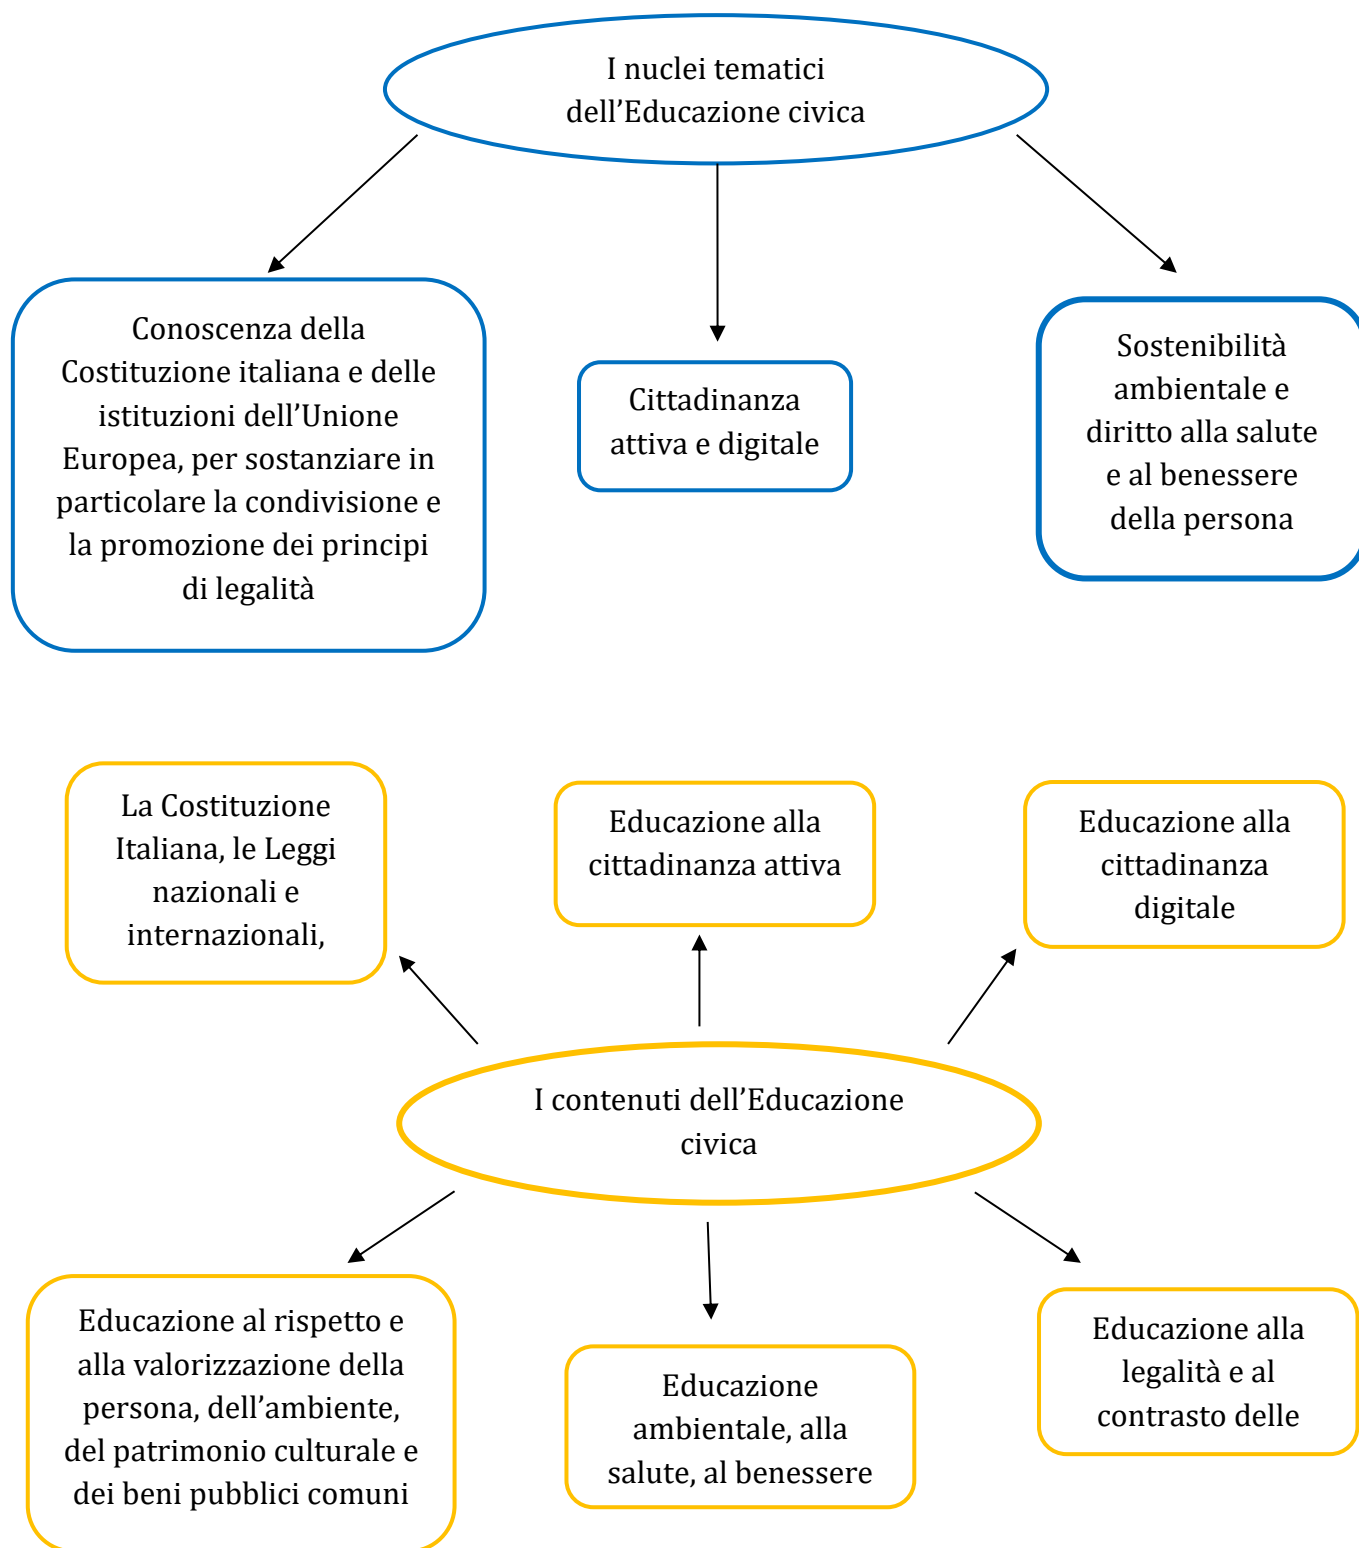 I nuclei tematici
dell’Educazione civica
Conoscenza della
Costituzione italiana e delle
istituzioni dell’Unione
Europea, per sostanziare in
particolare la condivisione e
la promozione dei principi
di legalità
Cittadinanza
attiva e digitale
Sostenibilità
ambientale e
diritto alla salute
e al benessere
della persona
La Costituzione
Italiana, le Leggi
nazionali e
internazionali,
Educazione alla
cittadinanza attiva
Educazione alla
cittadinanza
digitale
I contenuti dell’Educazione
civica
Educazione al rispetto e
alla valorizzazione della
persona, dell’ambiente,
del patrimonio culturale e
dei beni pubblici comuni
Educazione
ambientale, alla
salute, al benessere
Educazione alla
legalità e al
contrasto delle